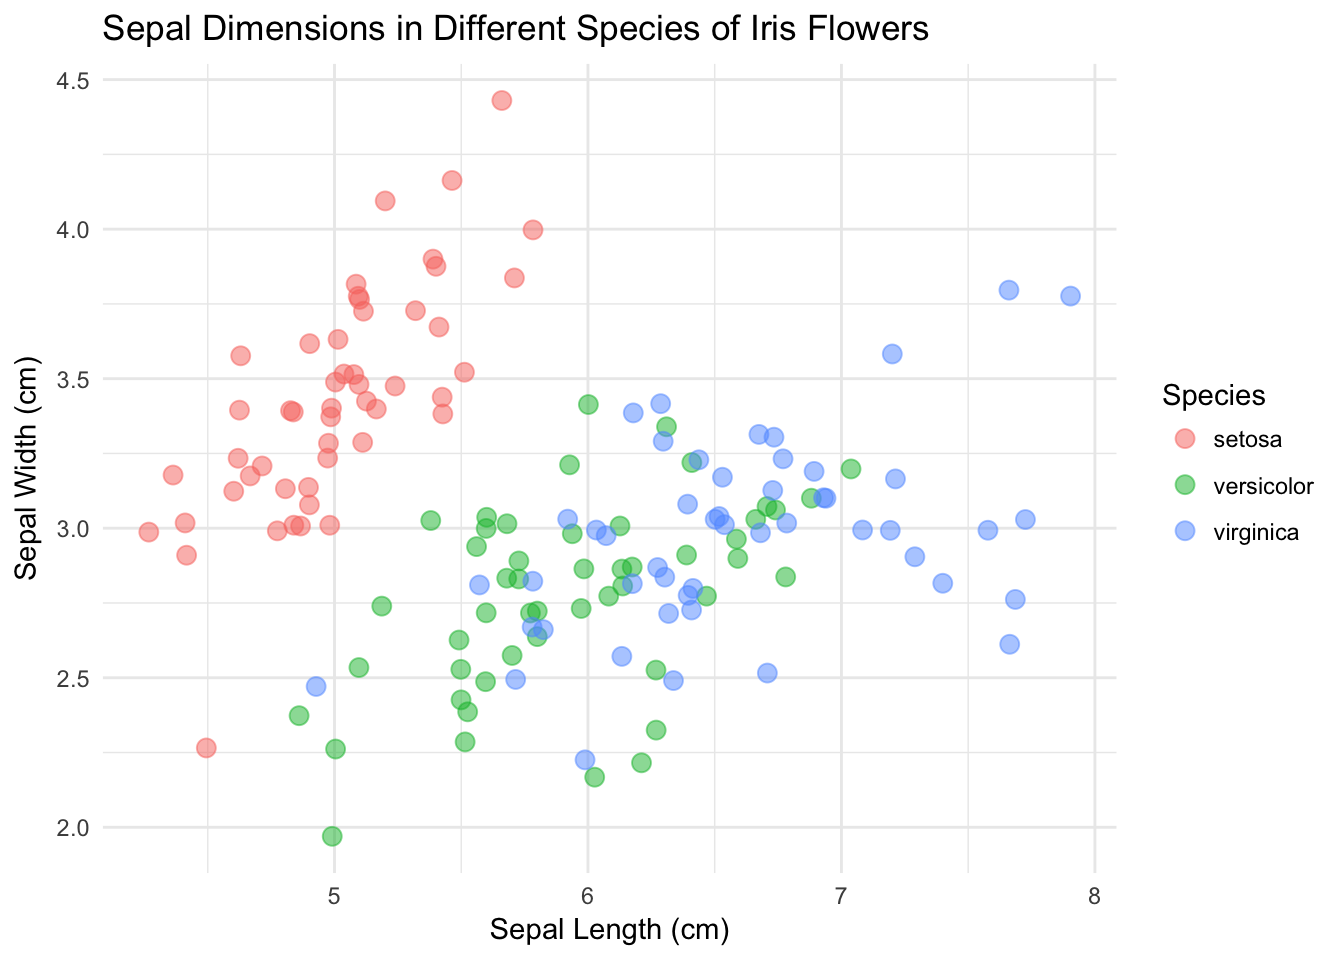 Sepal Dimensions in Different Species of Iris Flowers
4.5
4.0
3.5
3.0
2.5
2.0
Sepal Width (cm)
5 6 7 8
Sepal Length (cm)
Species
setosa
versicolor
virginica